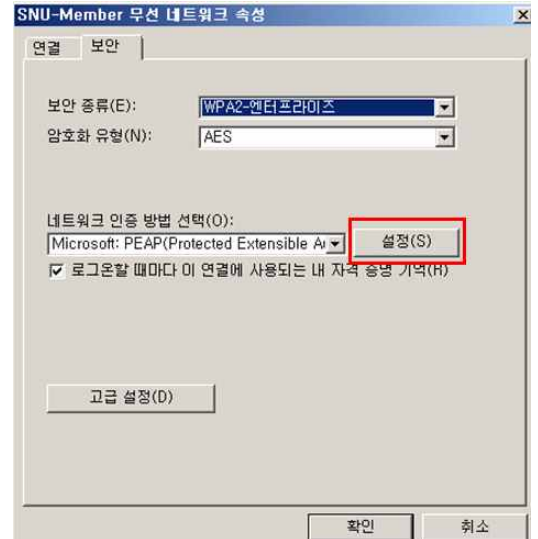 SNU-Member 무선 네트워크 속성
연결 보안
보안 종류(E): WPA2-엔터프라이즈
암호화 유형(N): AES
네트워크 인증 방법 선택(O):
Microsoft: PEAP(Protected Extensible Au 설정(S)
로그온할 때마다 이 연결에 사용되는 내 자격 증명 기억(R)
고급 설정(D)
확인 취소